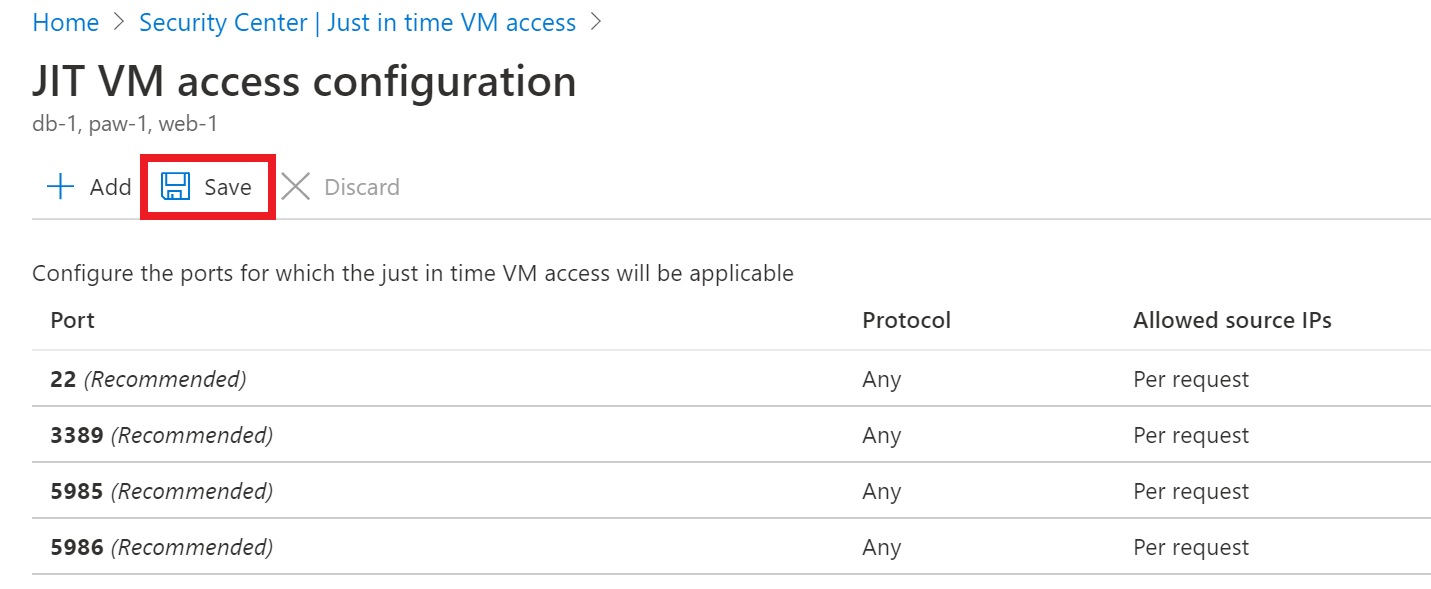 Home > Security Center | Just in time VM access >
JIT VM access configuration
db-1, paw-1, web-1
Add Save Discard
Configure the ports for which the just in time VM access will be applicable
Port Protocol Allowed source IPs
22 (Recommended) Any Per request
3389 (Recommended) Any Per request
5985 (Recommended) Any Per request
5986 (Recommended) Any Per request